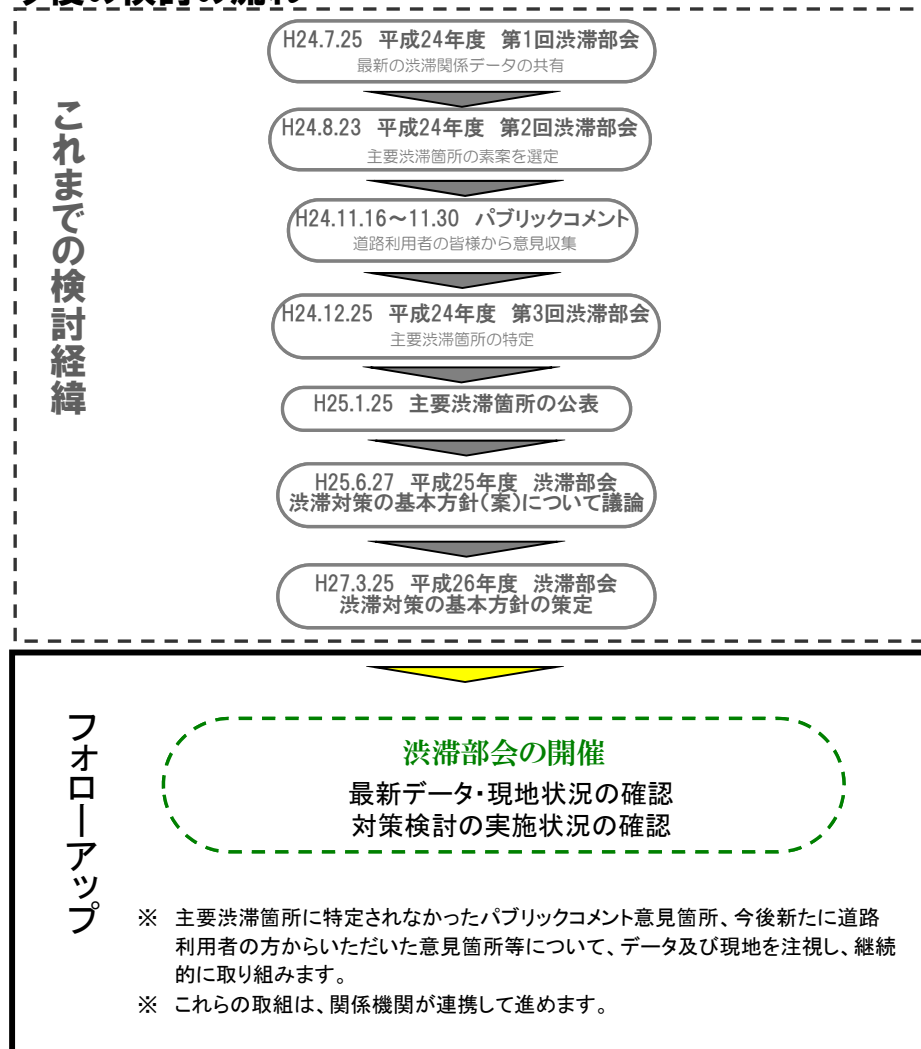 今後の検討の流れ
これまでの検討経緯
H24.7.25 平成24年度 第1回渋滞部会
最新の渋滞関係データの共有
H24.8.23 平成24年度 第2回渋滞部会
主要渋滞箇所の素案を選定
H24.11.16～11.30 パブリックコメント
道路利用者の皆様から意見収集
H24.12.25 平成24年度 第3回渋滞部会
主要渋滞箇所の特定
H25.1.25 主要渋滞箇所の公表
H25.6.27 平成25年度 渋滞部会
渋滞対策の基本方針(案)について議論
H27.3.25 平成26年度 渋滞部会
渋滞対策の基本方針の策定
フォローアップ
渋滞部会の開催
最新データ・現地状況の確認
対策検討の実施状況の確認
※ 主要渋滞箇所に特定されなかったパブリックコメント意見箇所、今後新たに道路
利用者の方からいただいた意見箇所等について、データ及び現地を注視し、継続
的に取り組みます。
※ これらの取組は、関係機関が連携して進めます。